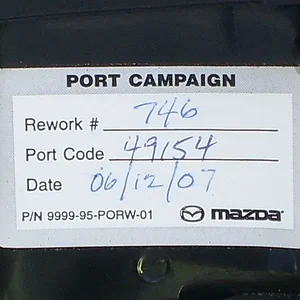 PORT CAMPAIGN
Rework # 746
Port Code 49154
Date 06/12/07
P/N 9999-95-PORW-01 mazda